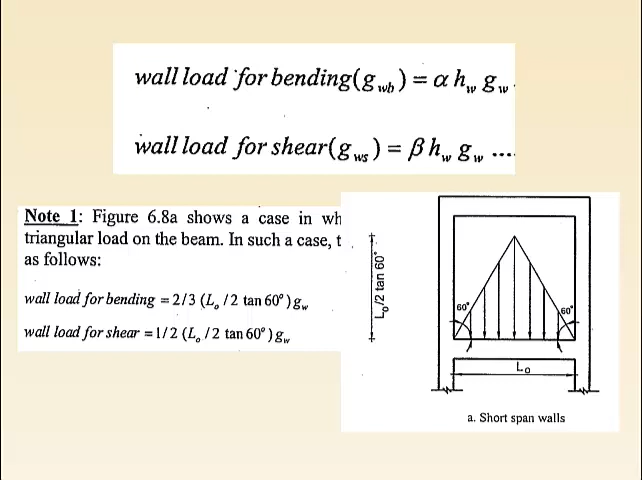 wall load for bending(g_wb) = α h_w g_w
wall load for shear(g_ws) = β h_w g_w ....
Note 1: Figure 6.8a shows a case in wh
triangular load on the beam. In such a case, t
as follows:
wall load for bending = 2/3 (L_o /2 tan 60°) g_w
wall load for shear = 1/2 (L_o /2 tan 60°) g_w
L_o/2 tan 60°
60° 60°
L_o
a. Short span walls